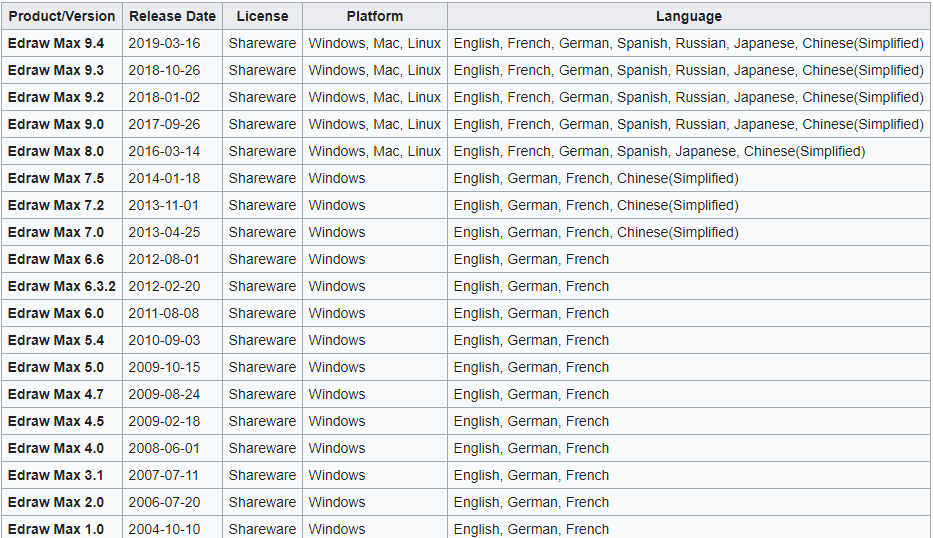 Product/Version Release Date License Platform Language
Edraw Max 9.4 2019-03-16 Shareware Windows, Mac, Linux English, French, German, Spanish, Russian, Japanese, Chinese(Simplified)
Edraw Max 9.3 2018-10-26 Shareware Windows, Mac, Linux English, French, German, Spanish, Russian, Japanese, Chinese(Simplified)
Edraw Max 9.2 2018-01-02 Shareware Windows, Mac, Linux English, French, German, Spanish, Russian, Japanese, Chinese(Simplified)
Edraw Max 9.0 2017-09-26 Shareware Windows, Mac, Linux English, French, German, Spanish, Russian, Japanese, Chinese(Simplified)
Edraw Max 8.0 2016-03-14 Shareware Windows, Mac, Linux English, French, German, Spanish, Japanese, Chinese(Simplified)
Edraw Max 7.5 2014-01-18 Shareware Windows English, German, French, Chinese(Simplified)
Edraw Max 7.2 2013-11-01 Shareware Windows English, German, French, Chinese(Simplified)
Edraw Max 7.0 2013-04-25 Shareware Windows English, German, French, Chinese(Simplified)
Edraw Max 6.6 2012-08-01 Shareware Windows English, German, French
Edraw Max 6.3.2 2012-02-20 Shareware Windows English, German, French
Edraw Max 6.0 2011-08-08 Shareware Windows English, German, French
Edraw Max 5.4 2010-09-03 Shareware Windows English, German, French
Edraw Max 5.0 2009-10-15 Shareware Windows English, German, French
Edraw Max 4.7 2009-08-24 Shareware Windows English, German, French
Edraw Max 4.5 2009-02-18 Shareware Windows English, German, French
Edraw Max 4.0 2008-06-01 Shareware Windows English, German, French
Edraw Max 3.1 2007-07-11 Shareware Windows English, German, French
Edraw Max 2.0 2006-07-20 Shareware Windows English, German, French
Edraw Max 1.0 2004-10-10 Shareware Windows English, German, French